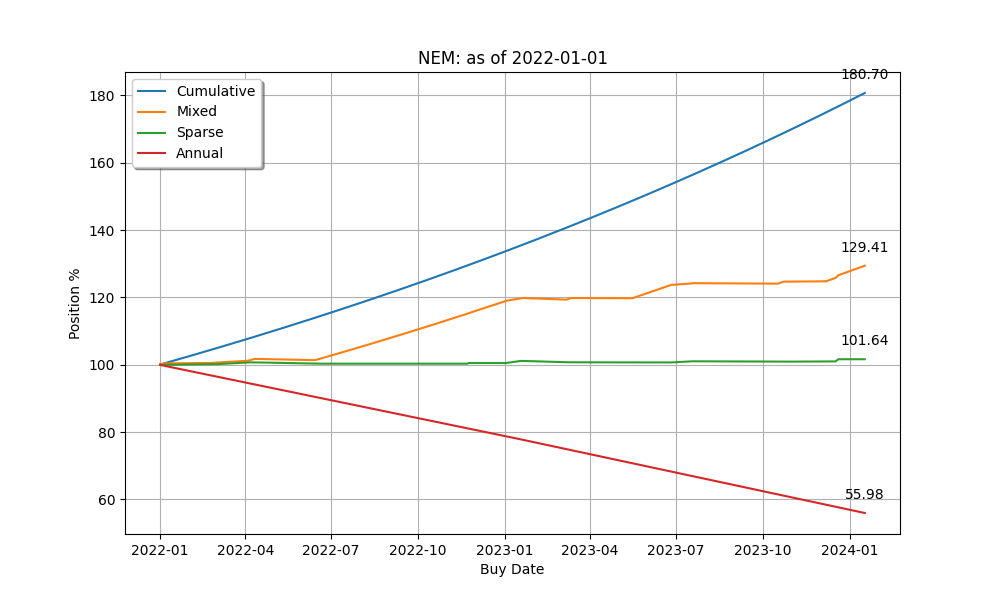 NEM: as of 2022-01-01
180.70
Cumulative
Mixed
Sparse
Annual
180
160
140
120
100
80
60
129.41
101.64
55.98
Position %
2022-01 2022-04 2022-07 2022-10 2023-01 2023-04 2023-07 2023-10 2024-01
Buy Date